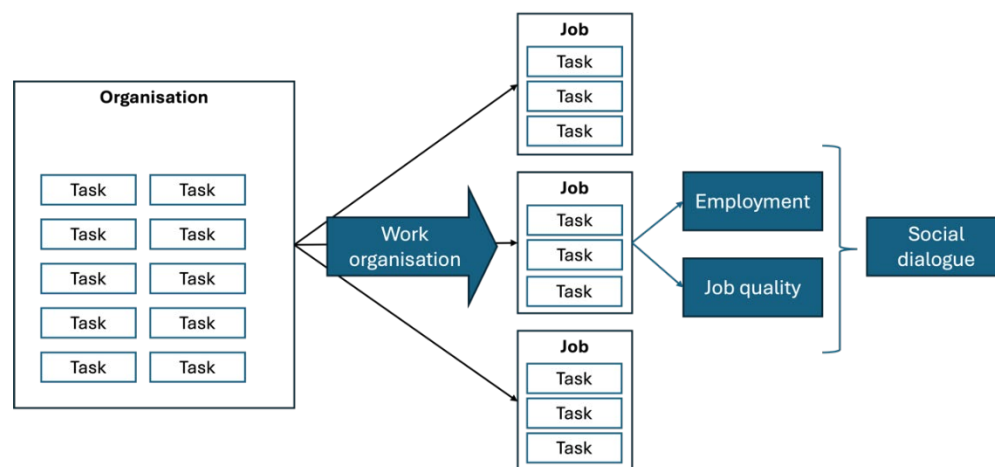 Organisation
Task Task
Task Task
Task Task
Task Task
Task Task
Work
organisation
Job
Task
Task
Task
Job
Task
Task
Task
Job
Task
Task
Task
Employment
Job quality
Social
dialogue